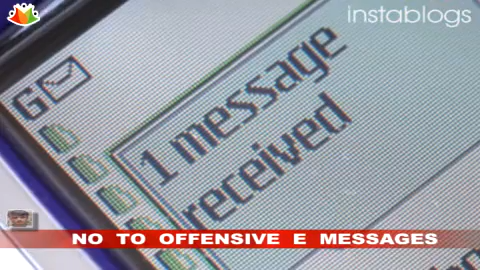 instablogs
G
1 message
received
NO TO OFFENSIVE E MESSAGES